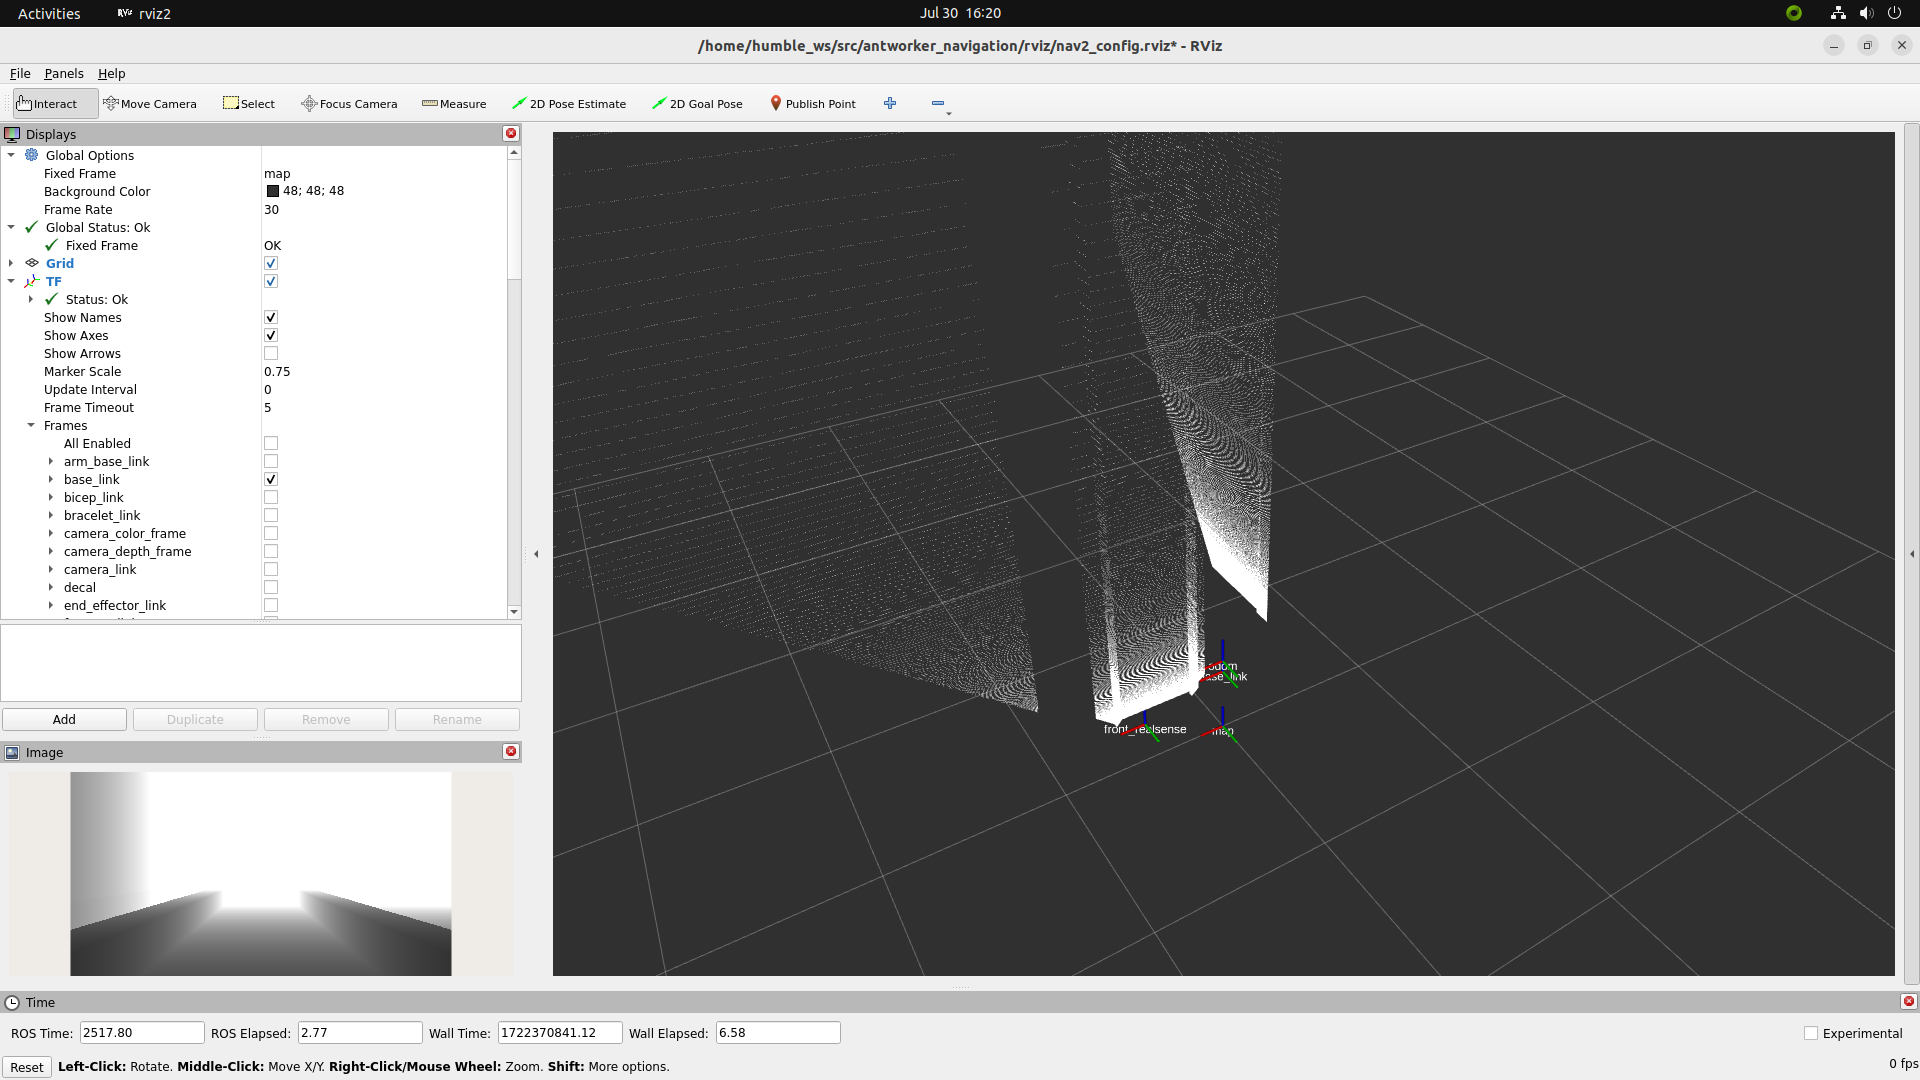 Activities rviz2 Jul 30 16:20
/home/humble_ws/src/antworker_navigation/rviz/nav2_config.rviz* - RViz
File Panels Help
Interact Move Camera Select Focus Camera Measure 2D Pose Estimate 2D Goal Pose Publish Point
Displays
Global Options
Fixed Frame map
Background Color 48; 48; 48
Frame Rate 30
Global Status: Ok
Fixed Frame OK
Grid
TF
Status: Ok
Show Names
Show Axes
Show Arrows
Marker Scale 0.75
Update Interval 0
Frame Timeout 5
Frames
All Enabled
arm_base_link
base_link
bicep_link
bracelet_link
camera_color_frame
camera_depth_frame
camera_link
decal
end_effector_link
Add Duplicate Remove Rename
Image
odom
base_link
front_realsense map
Time
ROS Time: 2517.80 ROS Elapsed: 2.77 Wall Time: 1722370841.12 Wall Elapsed: 6.58 Experimental
Reset Left-Click: Rotate. Middle-Click: Move X/Y. Right-Click/Mouse Wheel: Zoom. Shift: More options. 0 fps